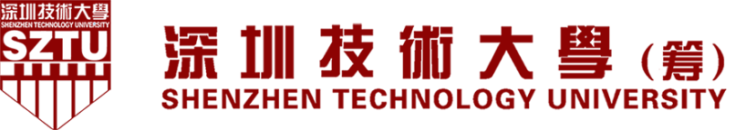 深圳技術大學
SHENZHEN TECHNOLOGY UNIVERSITY
SZTU
深圳技術大學（籌）
SHENZHEN TECHNOLOGY UNIVERSITY